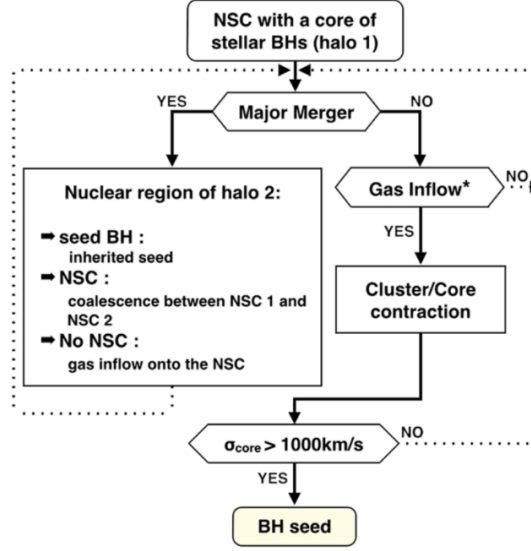 NSC with a core of
stellar BHs (halo 1)
YES
Major Merger
NO
Nuclear region of halo 2:
➡ seed BH :
inherited seed
➡ NSC :
coalescence between NSC 1 and
NSC 2
➡ No NSC :
gas inflow onto the NSC
Gas Inflow*
NO
YES
Cluster/Core
contraction
σcore > 1000km/s
NO
YES
BH seed